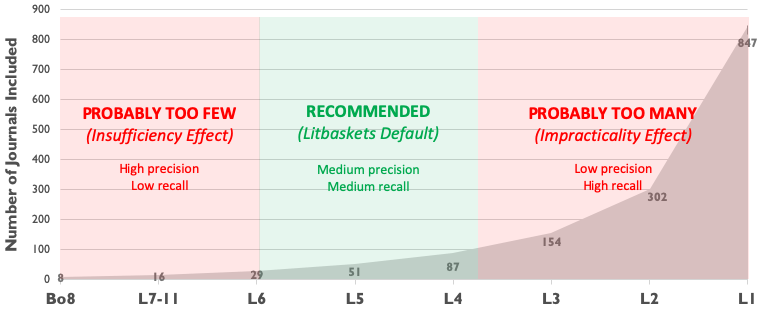 Number of Journals Included
900
800
700
600
500
400
300
200
100
0
PROBABLY TOO FEW
(Insufficiency Effect)
High precision
Low recall
RECOMMENDED
(Litbaskets Default)
Medium precision
Medium recall
PROBABLY TOO MANY
(Impracticality Effect)
Low precision
High recall
8
16
29
51
87
154
302
847
Bo8
L7-11
L6
L5
L4
L3
L2
L1